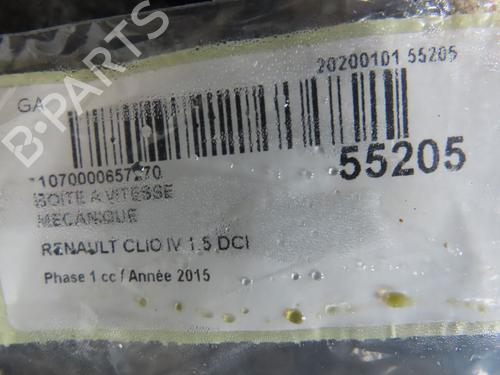 20200101 55205
GA
11070000657270
55205
BOITE A VITESSE
MECANIQUE
RENAULT CLIO IV 1.5 DCI
Phase 1 cc / Année 2015
B-PARTS